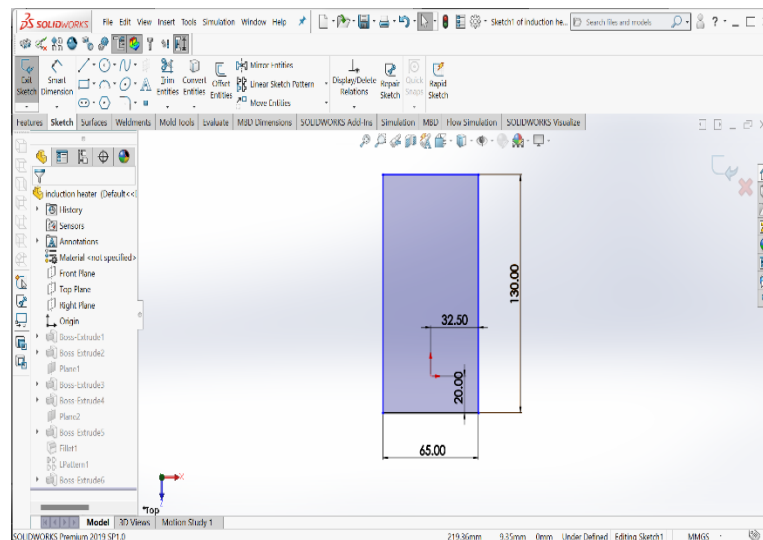 SOLIDWORKS File Edit View Insert Tools Simulation Window Help Sketch1 of induction he... Search files and models ?
Exit Sketch
Smart Dimension
Trim Entities
Convert Entities
Offset Entities
Mirror Entities
Linear Sketch Pattern
Move Entities
Display/Delete Relations
Repair Sketch
Quick Snaps
Rapid Sketch
Features Sketch Surfaces Weldments Mold Tools Evaluate MBD Dimensions SOLIDWORKS Add-Ins Simulation MBD Flow Simulation SOLIDWORKS Visualize
induction heater (Default<<
History
Sensors
Annotations
Material <not specified>
Front Plane
Top Plane
Right Plane
Origin
Boss-Extrude1
Boss Extrude2
Plane1
Boss-Extrude3
Boss Extrude4
Plane2
Boss Extrude5
Fillet1
LPattern1
Boss Extrude6
130.00
32.50
20.00
65.00
X
Z
*Top
Model 3D Views Motion Study 1
SOLIDWORKS Premium 2019 SP1.0 219.36mm 9.35mm 0mm Under Defined Editing Sketch1 MMGS